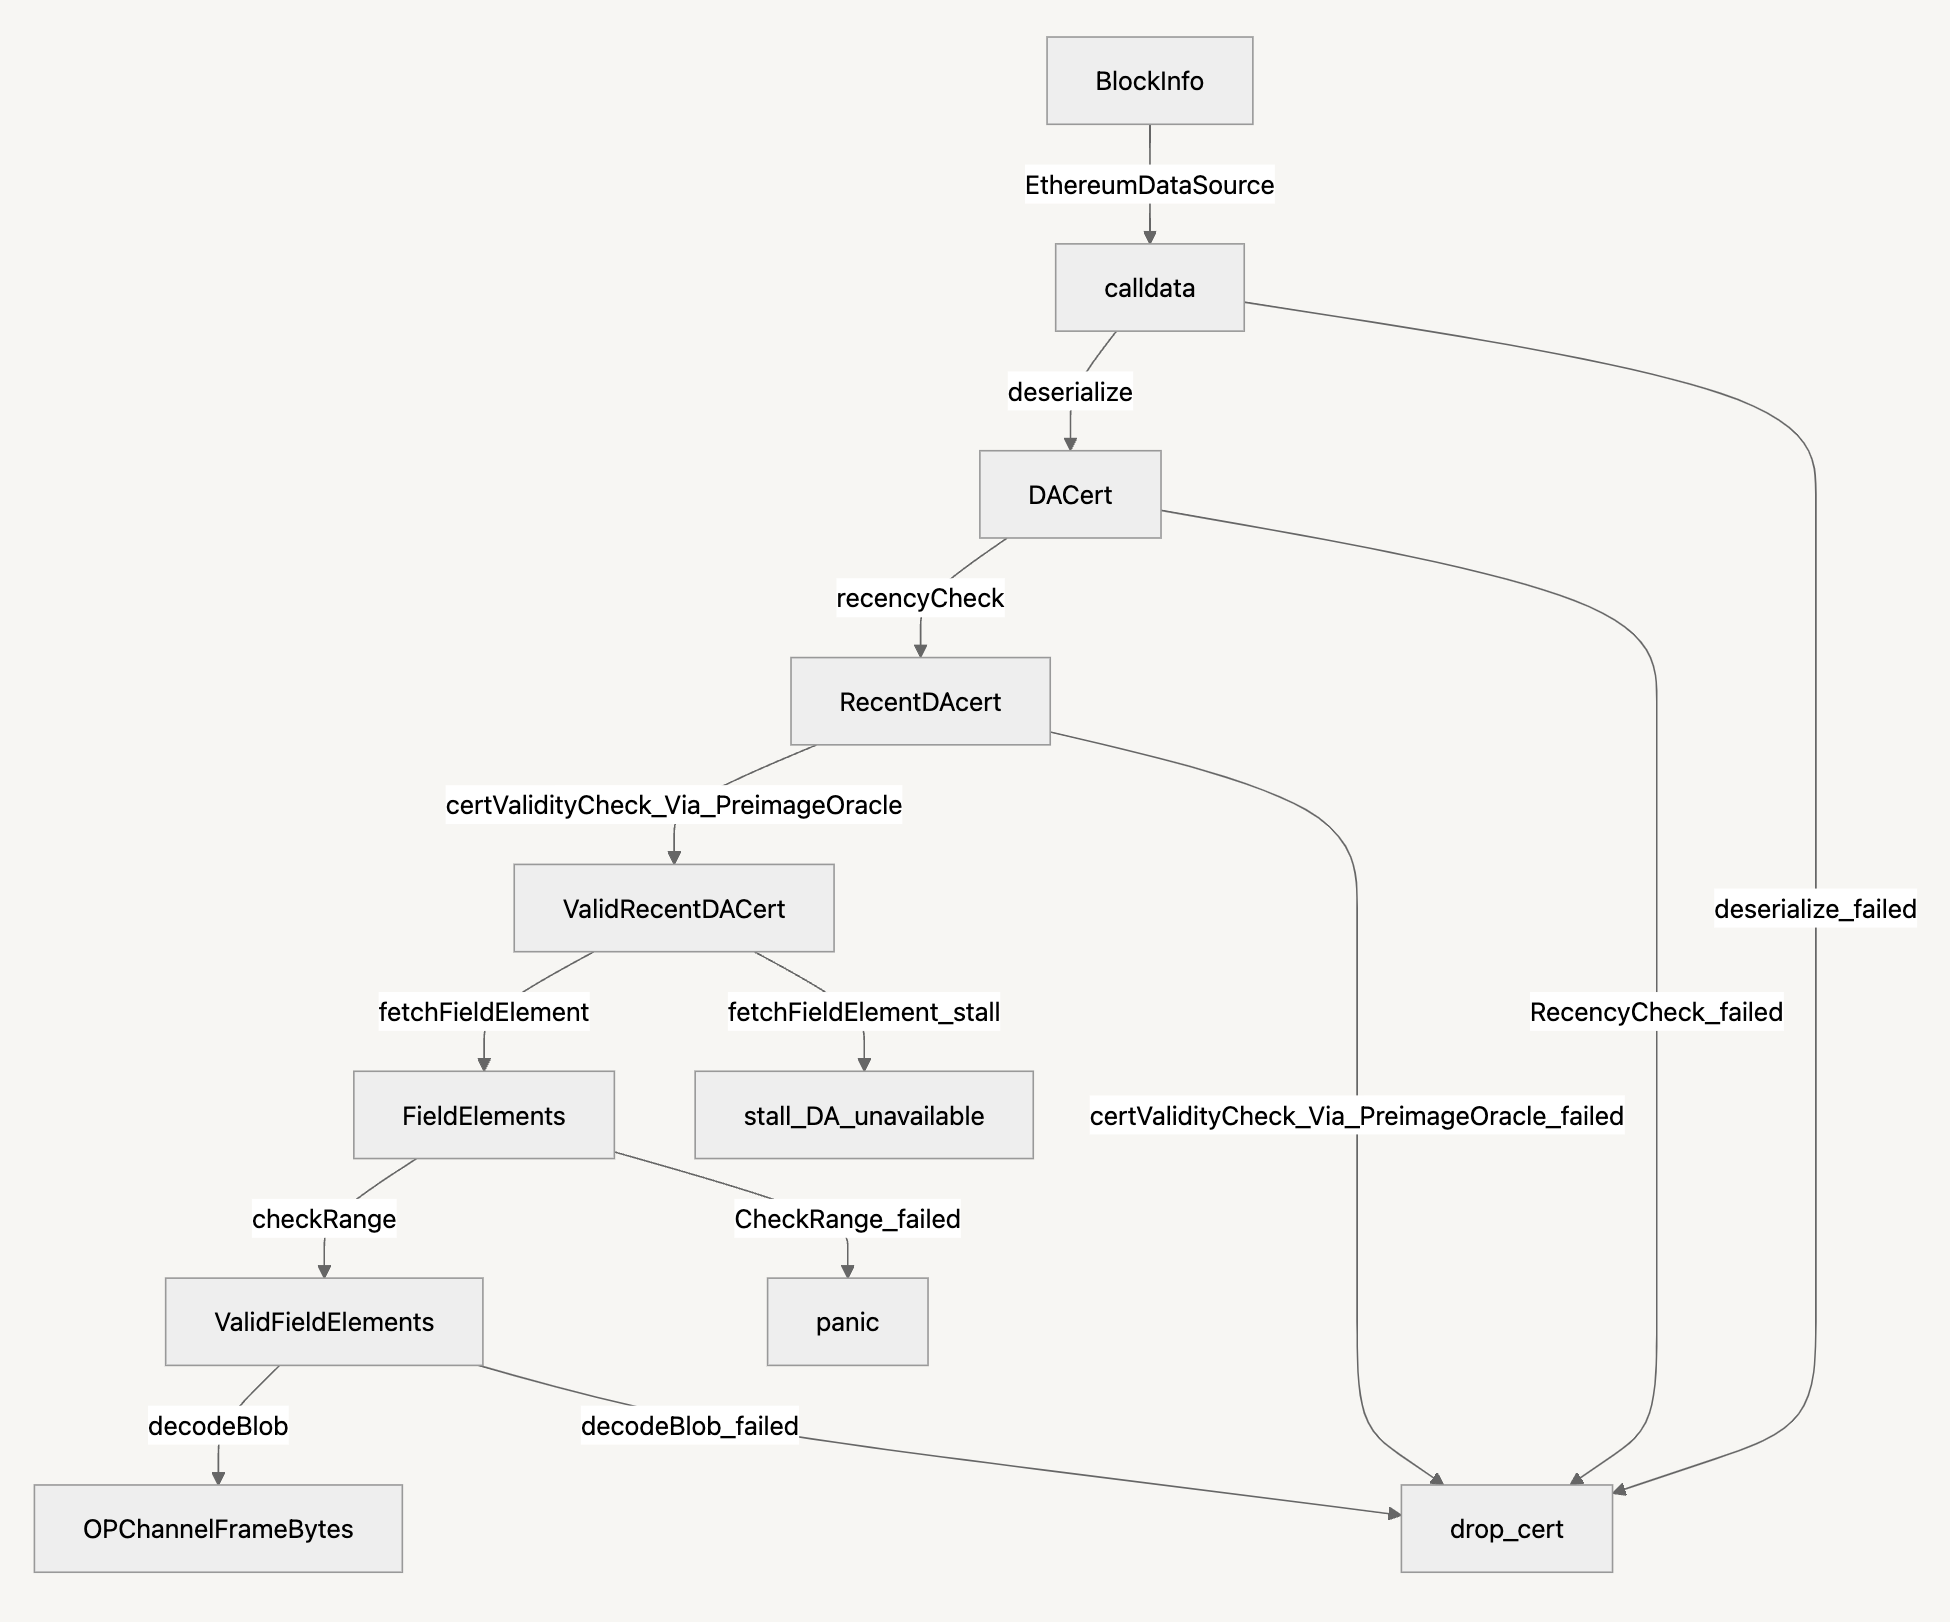 BlockInfo
EthereumDataSource
calldata
deserialize
DACert
recencyCheck
RecentDAcert
certValidityCheck_Via_PreimageOracle
ValidRecentDACert
deserialize_failed
fetchFieldElement
fetchFieldElement_stall
RecencyCheck_failed
FieldElements
stall_DA_unavailable
certValidityCheck_Via_PreimageOracle_failed
checkRange
CheckRange_failed
ValidFieldElements
panic
decodeBlob
decodeBlob_failed
OPChannelFrameBytes
drop_cert